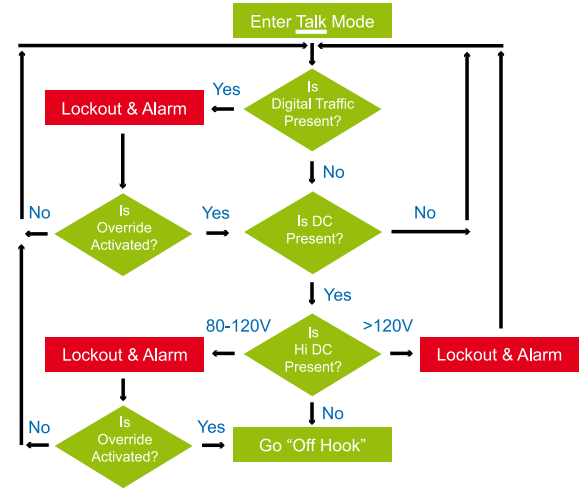 Enter Talk Mode
Is
Digital Traffic
Present?
Yes
Lockout & Alarm
No
Is
Override
Activated?
No
Yes
Is DC
Present?
No
Yes
Is
Hi DC
Present?
80-120V
>120V
Lockout & Alarm
Lockout & Alarm
No
Is
Override
Activated?
No
Yes
Go “Off Hook”